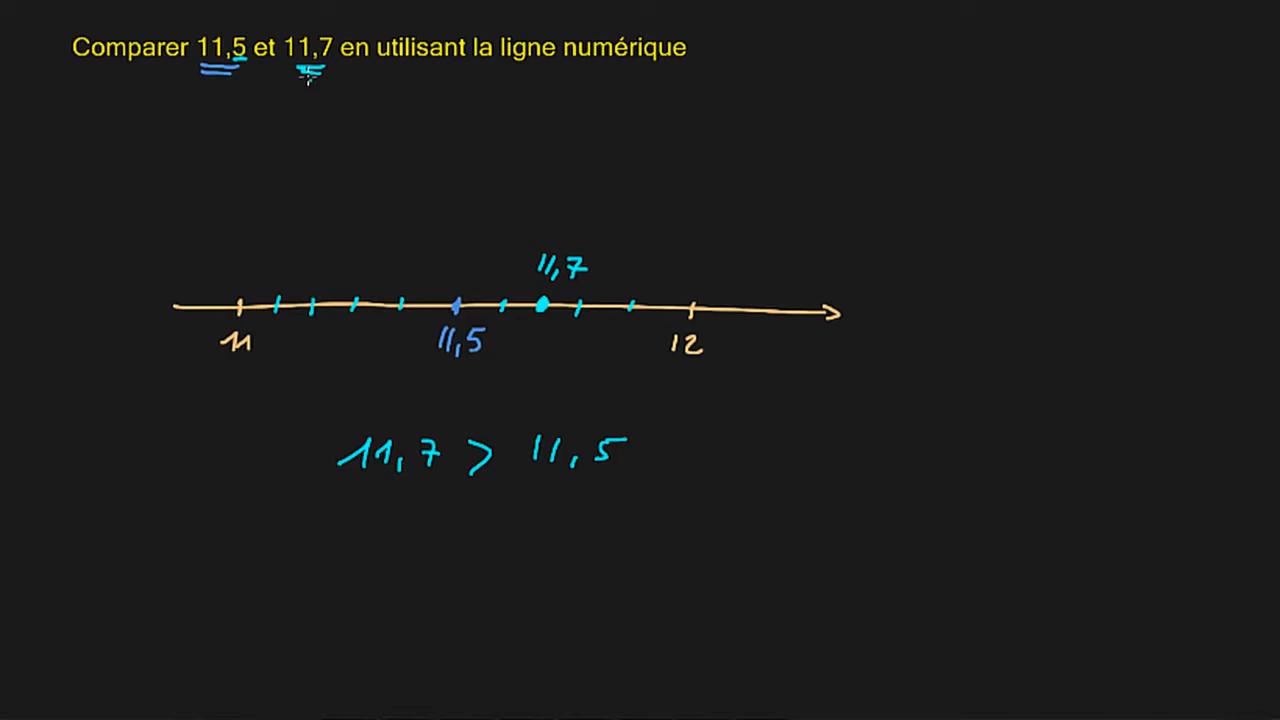 Comparer 11,5 et 11,7 en utilisant la ligne numérique
11,7
11 11,5 12
11,7 > 11,5